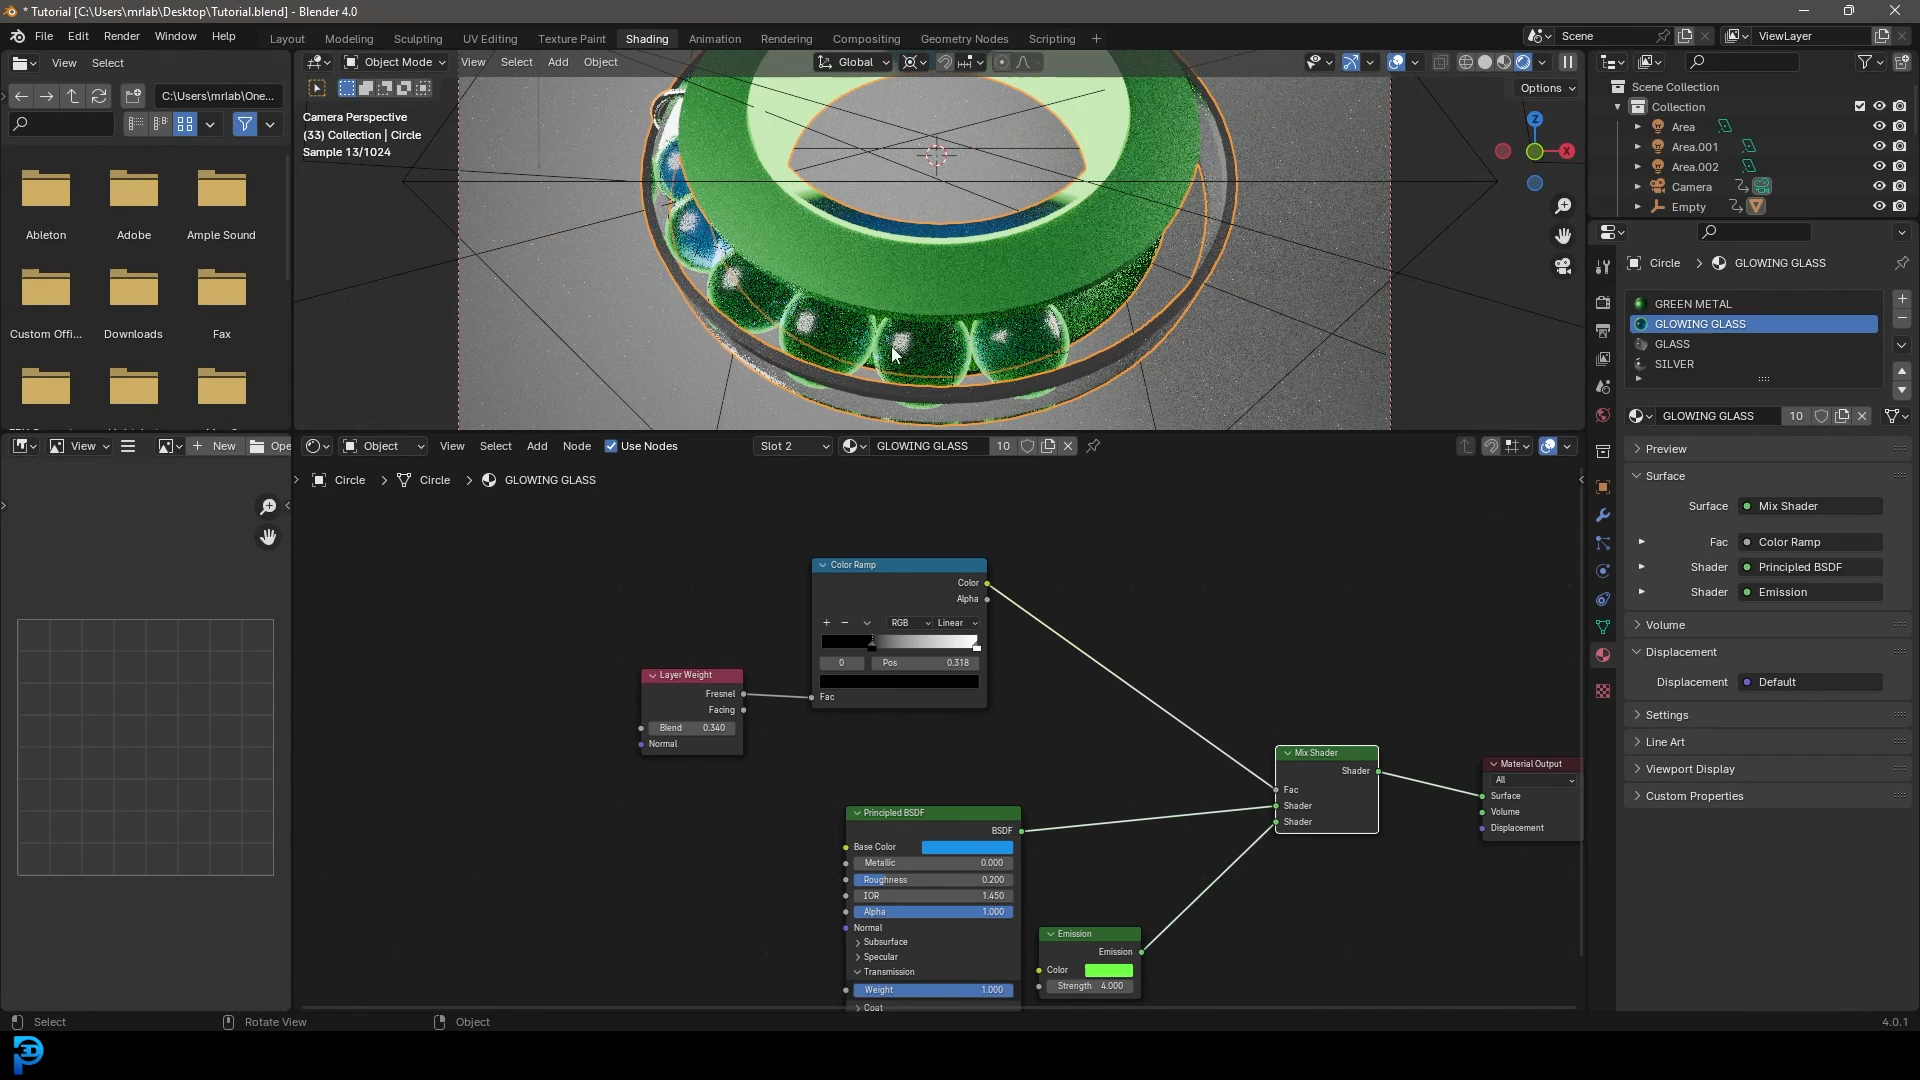 * Tutorial [C:\Users\mrlab\Desktop\Tutorial.blend] - Blender 4.0
File Edit Render Window Help
Layout Modeling Sculpting UV Editing Texture Paint Shading Animation Rendering Compositing Geometry Nodes Scripting +
Scene
ViewLayer
View Select
C:\Users\mrlab\One...
Ableton Adobe Ample Sound
Custom Offi... Downloads Fax
Object Mode View Select Add Object
Global
Options
Camera Perspective
(33) Collection | Circle
Sample 13/1024
Z
X
Scene Collection
Collection
Area
Area.001
Area.002
Camera
Empty
Circle > GLOWING GLASS
GREEN METAL
GLOWING GLASS
GLASS
SILVER
GLOWING GLASS 10
Preview
Surface
Surface Mix Shader
Fac Color Ramp
Shader Principled BSDF
Shader Emission
Volume
Displacement
Displacement Default
Settings
Line Art
Viewport Display
Custom Properties
View + New Ope
Object View Select Add Node Use Nodes Slot 2 GLOWING GLASS 10
Circle > Circle > GLOWING GLASS
Color Ramp
Color
Alpha
+ − RGB Linear
0 Pos 0.318
Fac
Layer Weight
Fresnel
Facing
Blend 0.340
Normal
Mix Shader
Shader
Fac
Shader
Shader
Material Output
All
Surface
Volume
Displacement
Principled BSDF
BSDF
Base Color
Metallic 0.000
Roughness 0.200
IOR 1.450
Alpha 1.000
Normal
Subsurface
Specular
Transmission
Weight 1.000
Coat
Emission
Emission
Color
Strength 4.000
Select Rotate View Object
4.0.1
3D